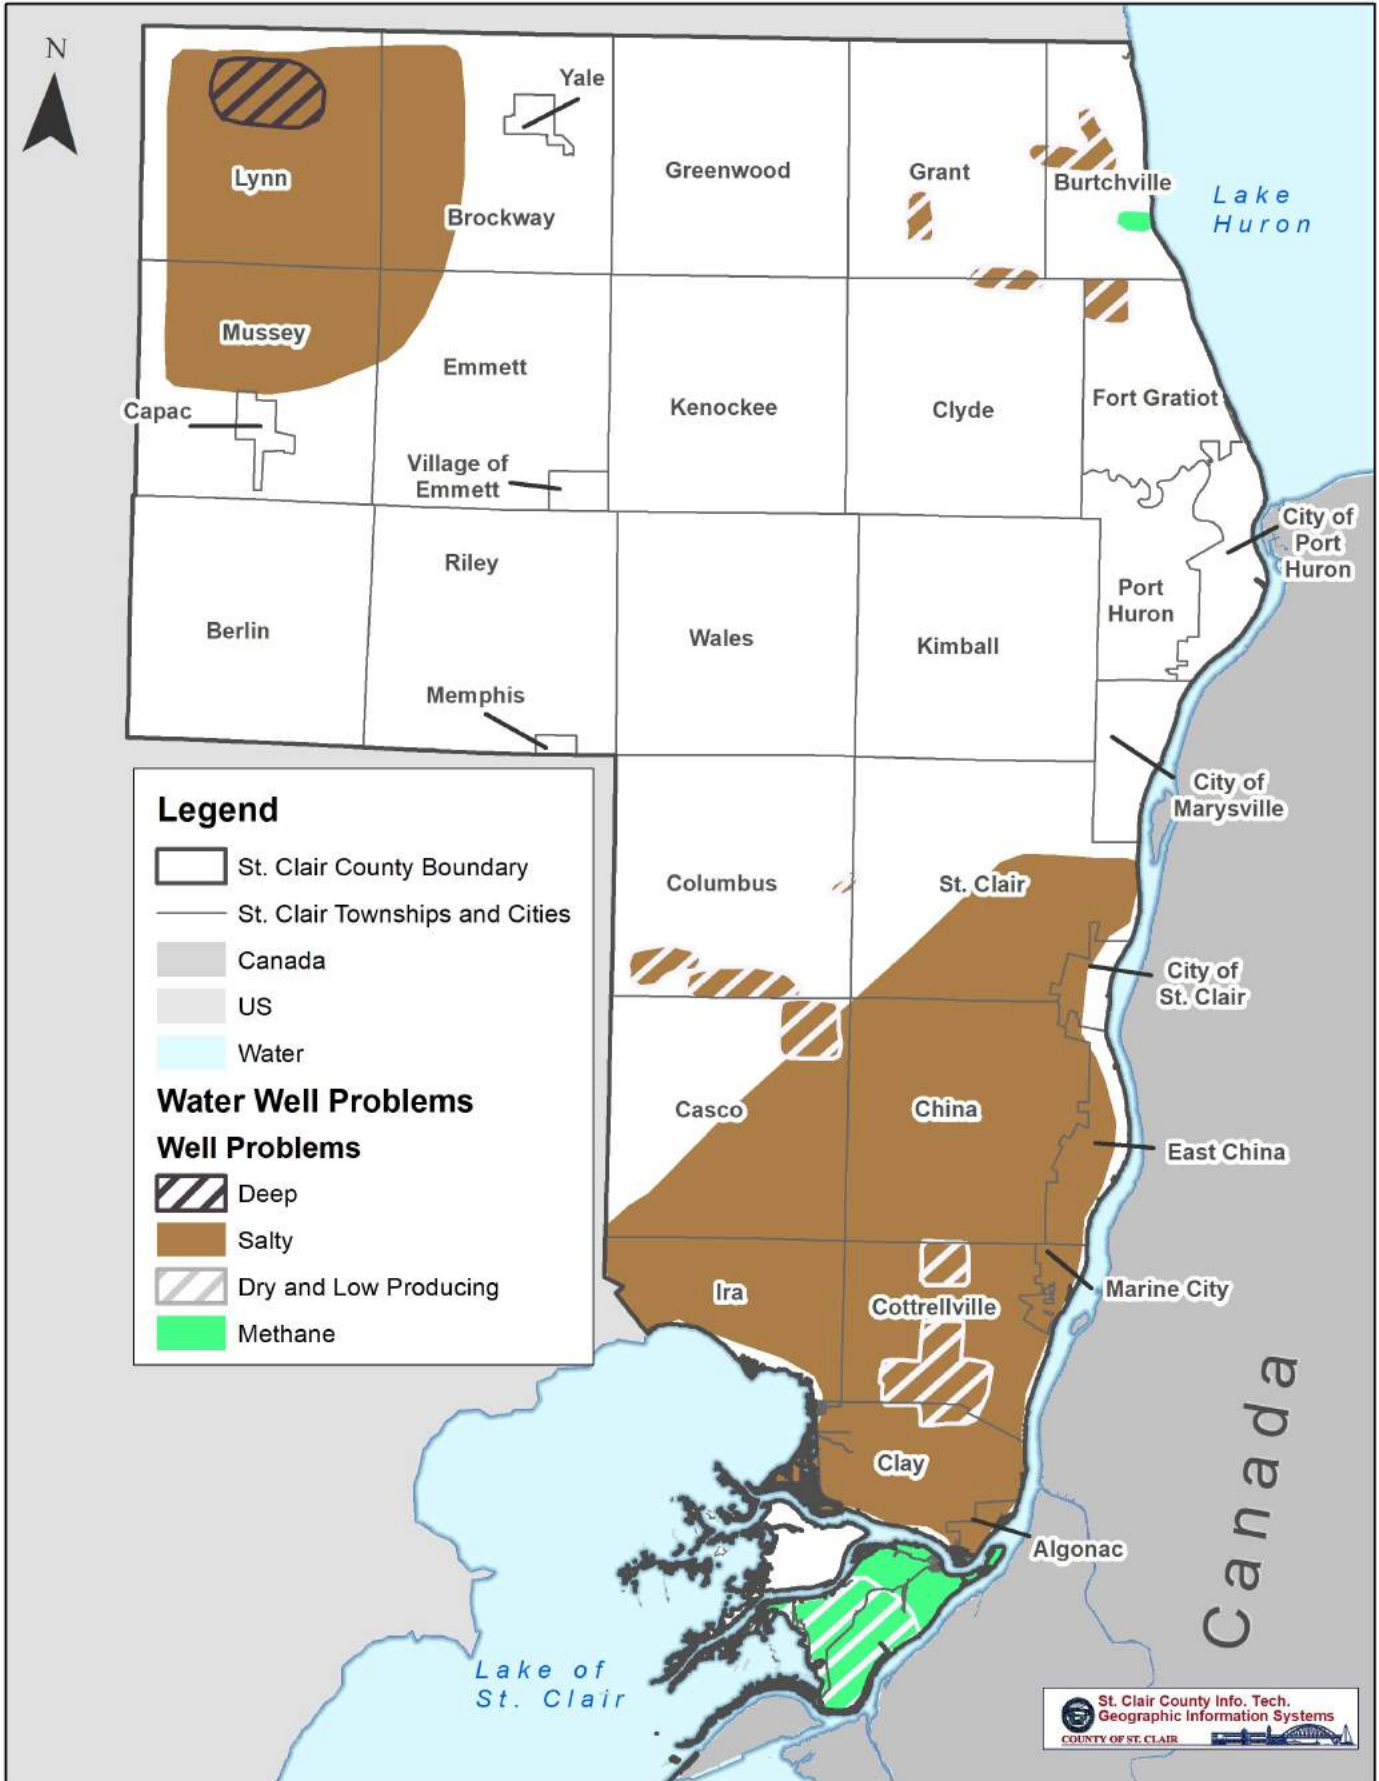 N
Yale
Lynn
Greenwood
Grant
Burtchville
Lake
Huron
Brockway
Mussey
Emmett
Capac
Kenockee
Clyde
Fort Gratiot
Village of
Emmett
City of
Port
Huron
Riley
Port
Huron
Berlin
Wales
Kimball
Memphis
City of
Marysville
Legend
St. Clair County Boundary
St. Clair Townships and Cities
Canada
US
Water
Water Well Problems
Well Problems
Deep
Salty
Dry and Low Producing
Methane
Columbus
St. Clair
City of
St. Clair
Casco
China
East China
Ira
Cottrellville
Marine City
Clay
Algonac
Canada
Lake of
St. Clair
St. Clair County Info. Tech.
Geographic Information Systems
COUNTY OF ST. CLAIR